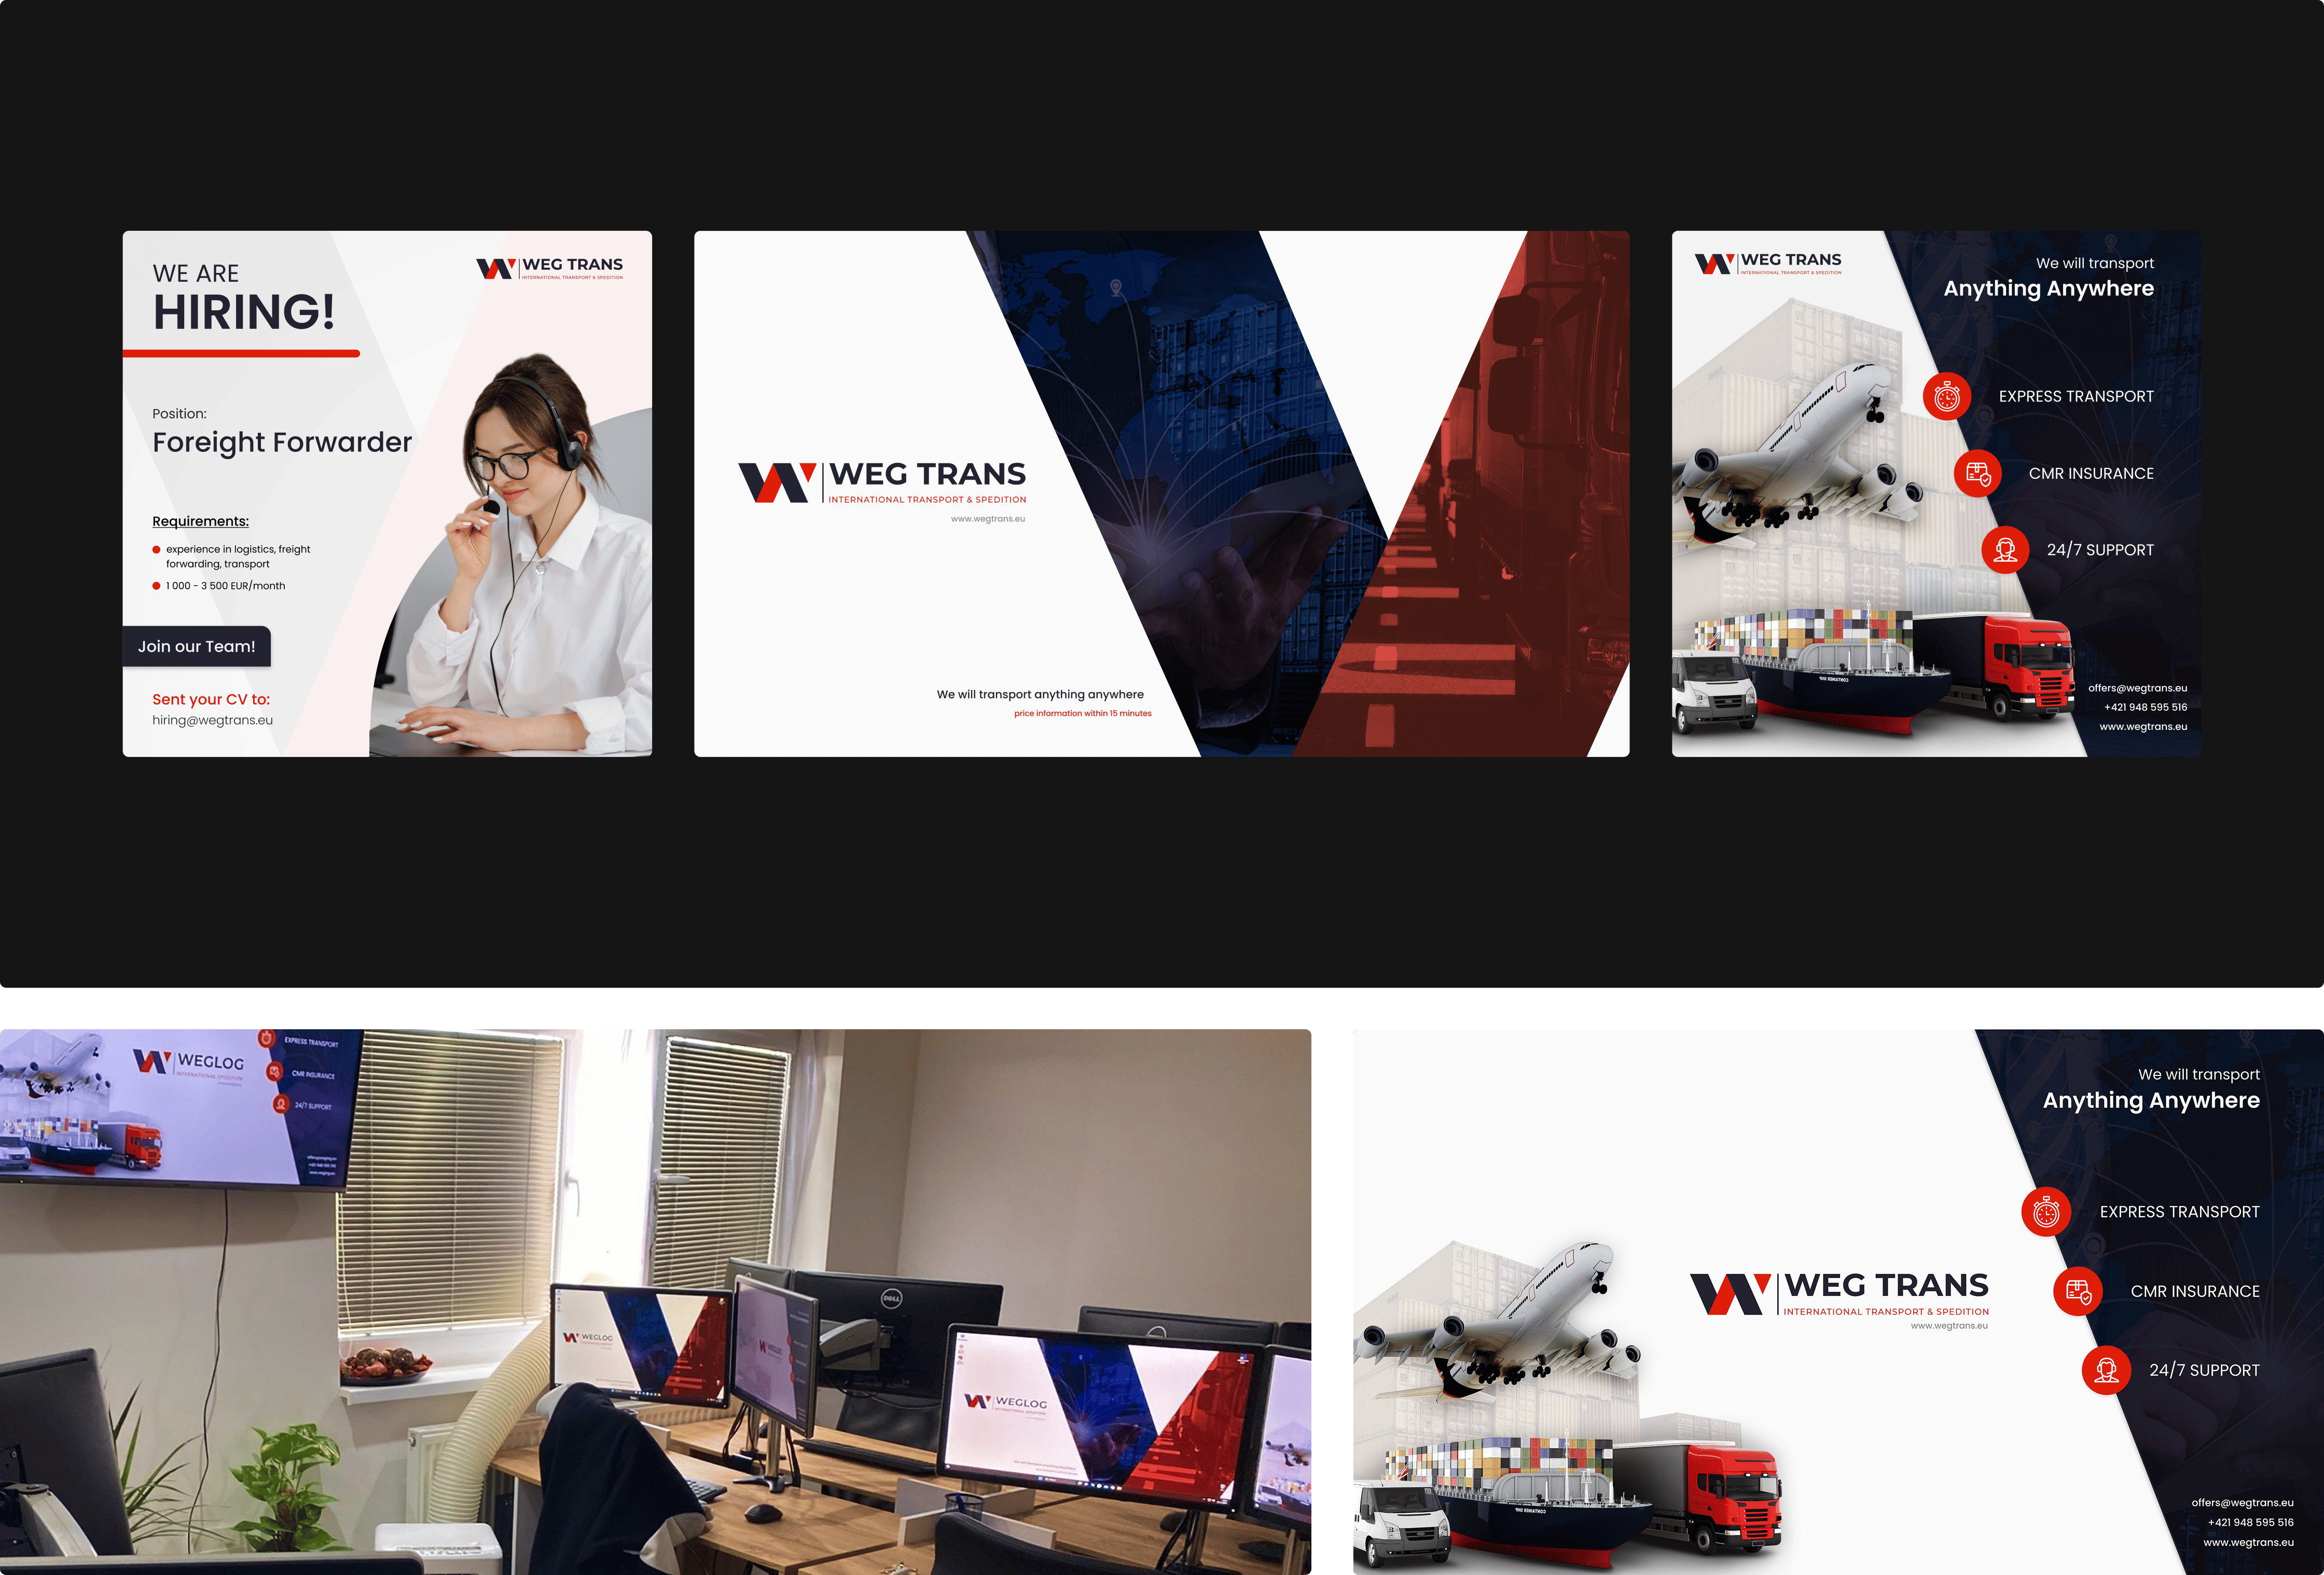 WE ARE
HIRING!
WEG TRANS
INTERNATIONAL TRANSPORT & SPEDITION
Position:
Foreight Forwarder
Requirements:
experience in logistics, freight
forwarding, transport
1 000 - 3 500 EUR/month
Join our Team!
Sent your CV to:
hiring@wegtrans.eu
WEG TRANS
INTERNATIONAL TRANSPORT & SPEDITION
www.wegtrans.eu
We will transport anything anywhere
price information within 15 minutes
WEG TRANS
INTERNATIONAL TRANSPORT & SPEDITION
We will transport
Anything Anywhere
EXPRESS TRANSPORT
CMR INSURANCE
24/7 SUPPORT
offers@wegtrans.eu
+421 948 595 516
www.wegtrans.eu
WEGLOG
INTERNATIONAL SPEDITION
EXPRESS TRANSPORT
CMR INSURANCE
24/7 SUPPORT
DELL
WEGLOG
WEGLOG
WEGLOG
We will transport
Anything Anywhere
EXPRESS TRANSPORT
CMR INSURANCE
24/7 SUPPORT
WEG TRANS
INTERNATIONAL TRANSPORT & SPEDITION
www.wegtrans.eu
offers@wegtrans.eu
+421 948 595 516
www.wegtrans.eu